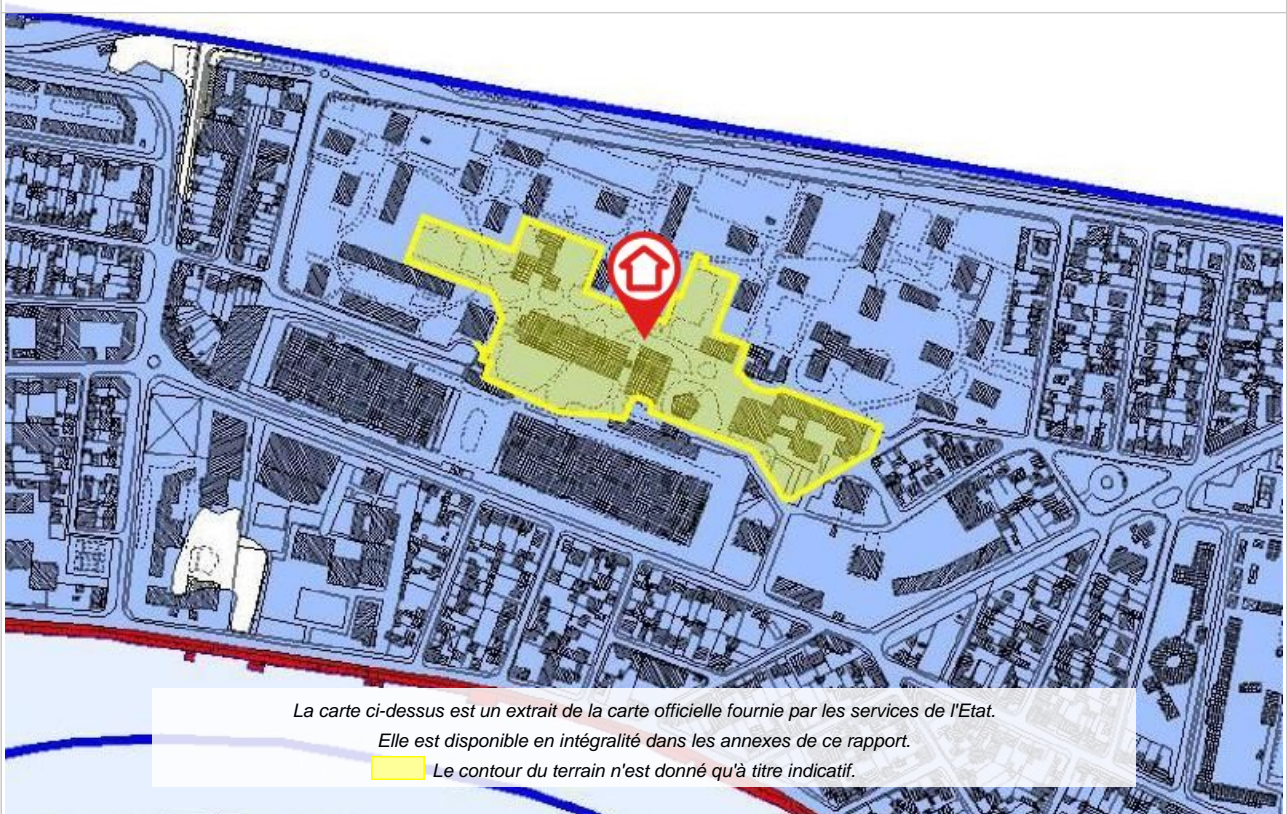 La carte ci-dessus est un extrait de la carte officielle fournie par les services de l'Etat.
Elle est disponible en intégralité dans les annexes de ce rapport.
Le contour du terrain n'est donné qu'à titre indicatif.